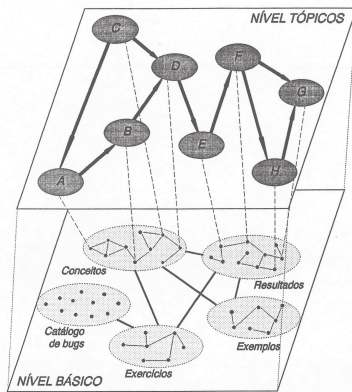 NÍVEL TÓPICOS
C
F
D
G
B
E
A
H
Conceitos
Resultados
Catálogo
de bugs
Exercícios
Exemplos
NÍVEL BÁSICO